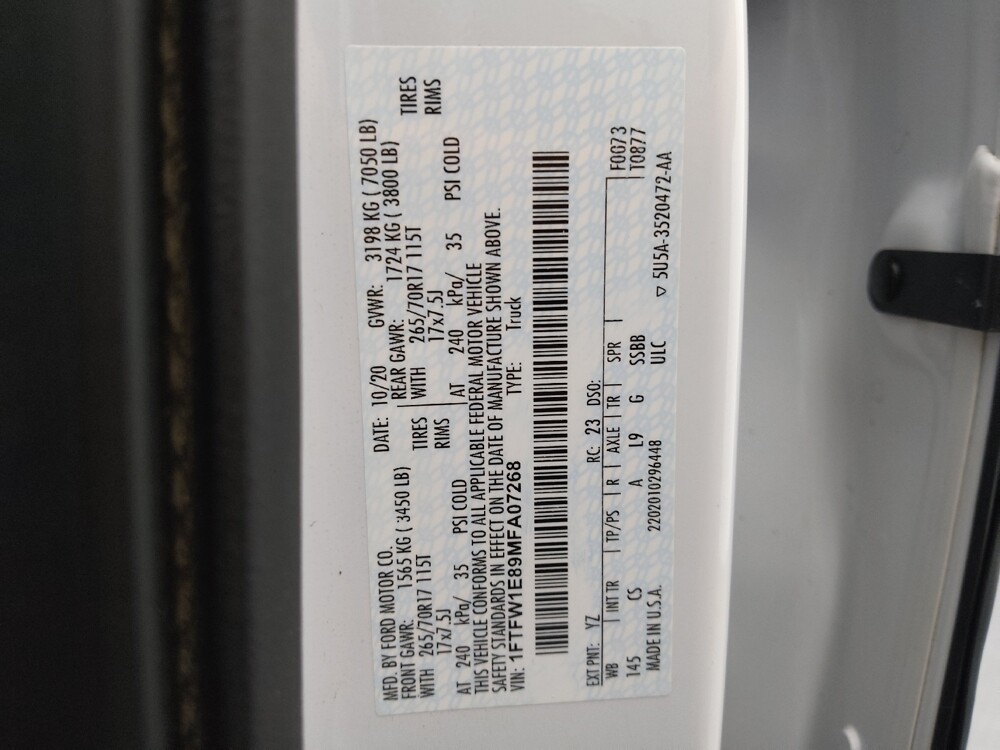 MFD. BY FORD MOTOR CO.
DATE: 10/20 GVWR: 3198 KG ( 7050 LB)
FRONT GAWR: 1565 KG ( 3450 LB) REAR GAWR: 1724 KG ( 3800 LB)
WITH 265/70R17 115T TIRES WITH 265/70R17 115T TIRES
17x7.5J RIMS 17x7.5J RIMS
AT 240 kPa/ 35 PSI COLD AT 240 kPa/ 35 PSI COLD
THIS VEHICLE CONFORMS TO ALL APPLICABLE FEDERAL MOTOR VEHICLE
SAFETY STANDARDS IN EFFECT ON THE DATE OF MANUFACTURE SHOWN ABOVE.
VIN: 1FTFW1E89MFA07268 TYPE: Truck
EXT PNT: YZ RC: 23 DSO: F0G73
WB INT TR TP/PS R AXLE TR SPR T0877
145 CS A L9 G SSBB
MADE IN U.S.A. 2202010296448 ULC ▽ 5U5A-3520472-AA